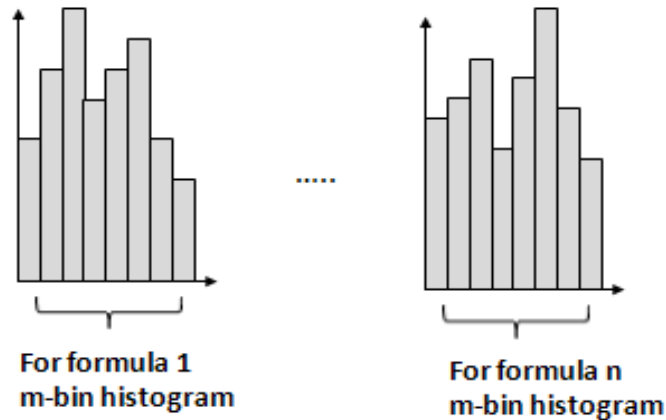 .....
For formula 1
m-bin histogram
For formula n
m-bin histogram